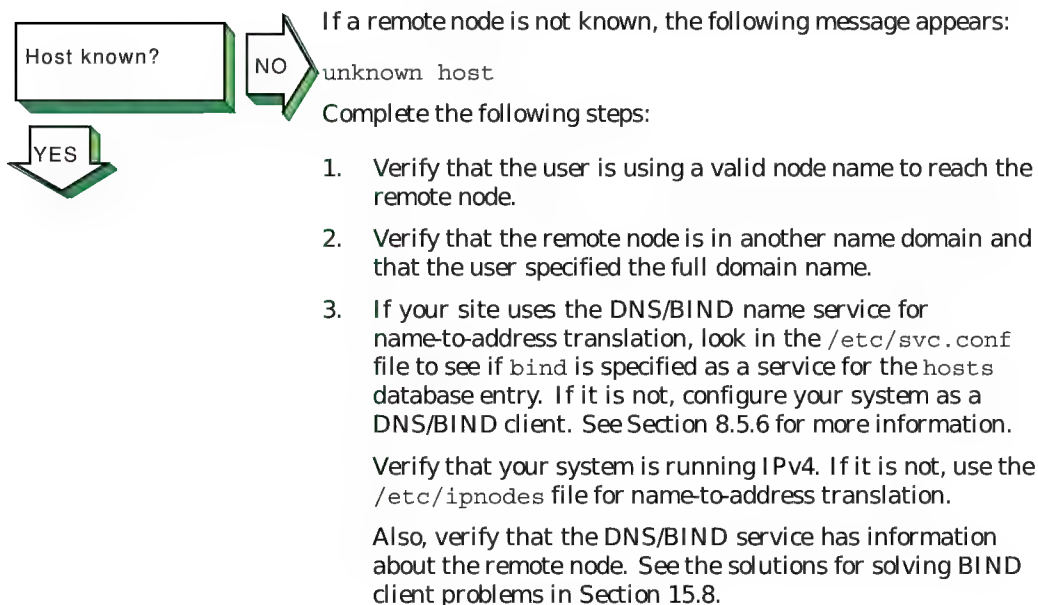 If a remote node is not known, the following message appears:
Host known?
NO
unknown host
Complete the following steps:
YES
1. Verify that the user is using a valid node name to reach the
remote node.
2. Verify that the remote node is in another name domain and
that the user specified the full domain name.
3. If your site uses the DNS/BIND name service for
name-to-address translation, look in the /etc/svc.conf
file to see if bind is specified as a service for the hosts
database entry. If it is not, configure your system as a
DNS/BIND client. See Section 8.5.6 for more information.
Verify that your system is running IPv4. If it is not, use the
/etc/ipnodes file for name-to-address translation.
Also, verify that the DNS/BIND service has information
about the remote node. See the solutions for solving BIND
client problems in Section 15.8.